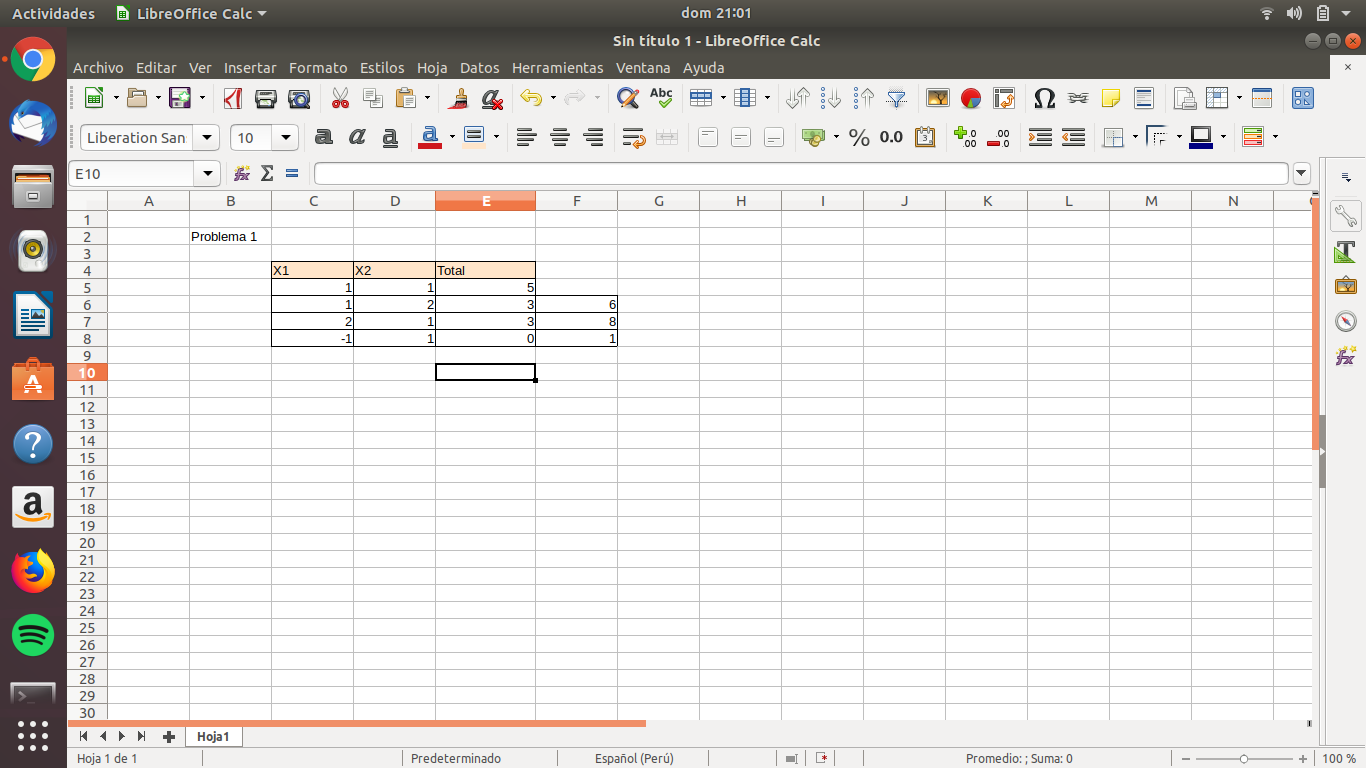 Actividades LibreOffice Calc dom 21:01
Sin título 1 - LibreOffice Calc
Archivo Editar Ver Insertar Formato Estilos Hoja Datos Herramientas Ventana Ayuda
Liberation San 10
E10
A B C D E F G H I J K L M N
1
2 Problema 1
3
4 X1 X2 Total
5 1 1 5
6 1 2 3 6
7 2 1 3 8
8 -1 1 0 1
9
10
11
12
13
14
15
16
17
18
19
20
21
22
23
24
25
26
27
28
29
30
Hoja1
Hoja 1 de 1 Predeterminado Español (Perú) Promedio: ; Suma: 0 100 %